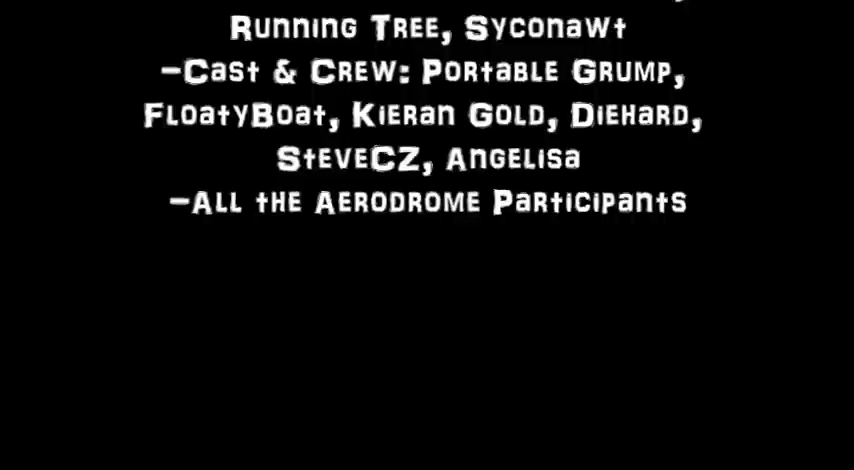 Running Tree, Syconawt
-Cast & Crew: Portable Grump,
FloatyBoat, Kieran Gold, Diehard,
SteveCZ, Angelisa
-All the Aerodrome Participants